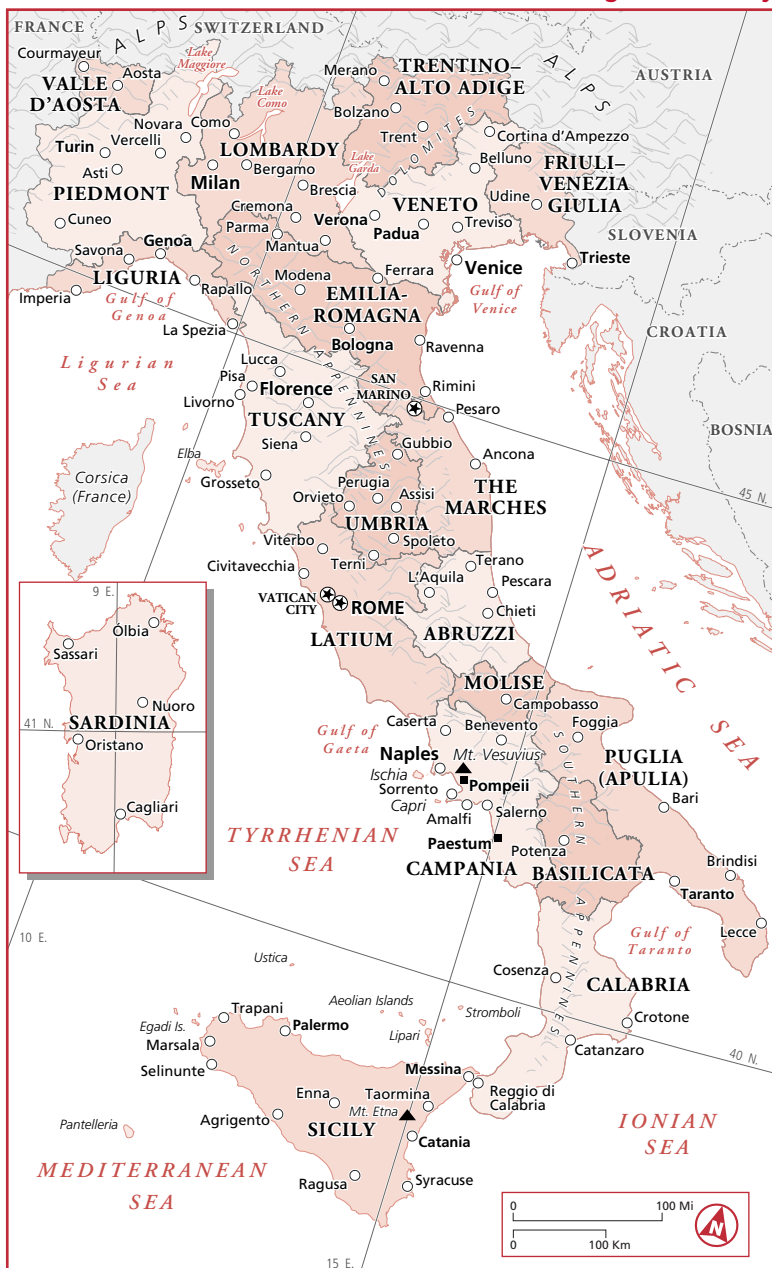 FRANCE
ALPS
SWITZERLAND
Courmayeur
Aosta
VALLE
D'AOSTA
Lake
Maggiore
Lake
Como
Merano
TRENTINO–
ALTO ADIGE
ALPS
AUSTRIA
Bolzano
Trent
Cortina d'Ampezzo
Novara
Como
Turin
Vercelli
LOMBARDY
Bergamo
Asti
Milan
PIEDMONT
Brescia
Lake
Garda
DOLOMITES
Belluno
FRIULI–
VENEZIA
GIULIA
Udine
VENETO
Cuneo
Cremona
Verona
Padua
Treviso
SLOVENIA
Parma
Mantua
Savona
Genoa
Venice
Trieste
LIGURIA
Rapallo
Modena
Ferrara
Gulf of
Venice
Imperia
Gulf of
Genoa
NORTHERN APPENNINES
EMILIA-
ROMAGNA
Bologna
La Spezia
CROATIA
Ligurian
Sea
Ravenna
Lucca
Pisa
Florence
SAN
MARINO
Rimini
Livorno
Pesaro
TUSCANY
Siena
Gubbio
BOSNIA
Elba
Ancona
Corsica
(France)
Grosseto
Perugia
Assisi
THE
MARCHES
45 N.
Orvieto
UMBRIA
Spoleto
Viterbo
Terni
Terano
Civitavecchia
L'Aquila
Pescara
VATICAN
CITY
ROME
Chieti
LATIUM
ABRUZZI
ADRIATIC SEA
9 E.
Ólbia
Sassari
Nuoro
41 N.
SARDINIA
Oristano
Cagliari
MOLISE
Campobasso
Gulf of
Gaeta
Caserta
Benevento
Foggia
SOUTHERN APPENNINES
Naples
Mt. Vesuvius
PUGLIA
(APULIA)
Ischia
Pompeii
Sorrento
Capri
Bari
Amalfi
Salerno
TYRRHENIAN
SEA
Paestum
Potenza
CAMPANIA
BASILICATA
Brindisi
Taranto
Lecce
10 E.
Gulf of
Taranto
Ustica
Cosenza
CALABRIA
Aeolian Islands
Stromboli
Trapani
Egadi Is.
Palermo
Lipari
Crotone
Marsala
Catanzaro
40 N.
Selinunte
Messina
Enna
Taormina
Reggio di
Calabria
Mt. Etna
Agrigento
SICILY
Pantelleria
Catania
IONIAN
SEA
MEDITERRANEAN
SEA
Ragusa
Syracuse
0 100 Mi
0 100 Km
N
15 E.